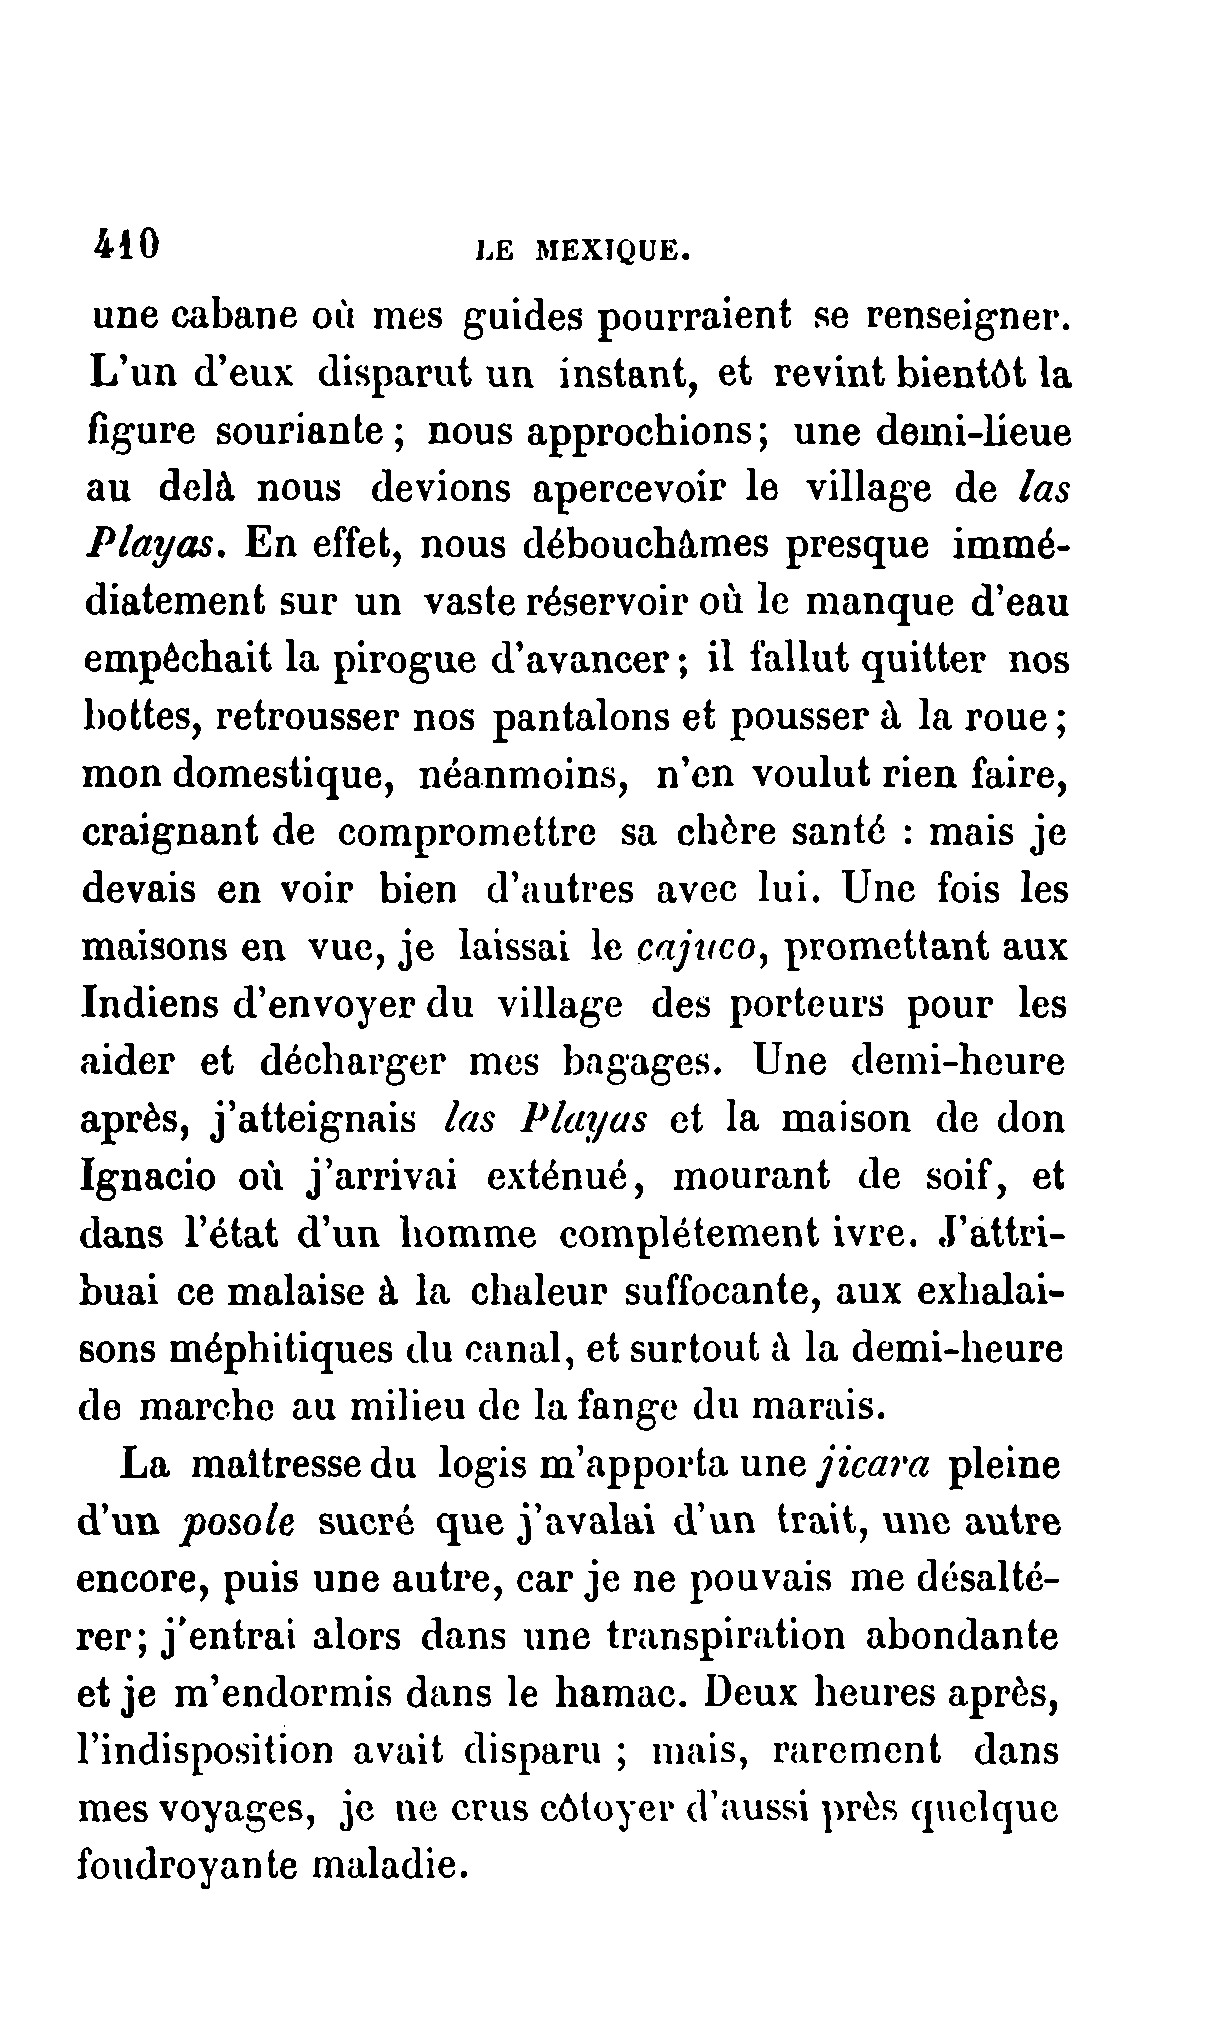 410 LE MEXIQUE.
une cabane où mes guides pourraient se renseigner.
L'un d'eux disparut un instant, et revint bientôt la
figure souriante ; nous approchions ; une demi-lieue
au delà nous devions apercevoir le village de las
Playas. En effet, nous débouchâmes presque immé-
diatement sur un vaste réservoir où le manque d'eau
empêchait la pirogue d'avancer ; il fallut quitter nos
bottes, retrousser nos pantalons et pousser à la roue ;
mon domestique, néanmoins, n'en voulut rien faire,
craignant de compromettre sa chère santé : mais je
devais en voir bien d'autres avec lui. Une fois les
maisons en vue, je laissai le cajuco, promettant aux
Indiens d'envoyer du village des porteurs pour les
aider et décharger mes bagages. Une demi-heure
après, j'atteignais las Playas et la maison de don
Ignacio où j'arrivai exténué, mourant de soif, et
dans l'état d'un homme complétement ivre. J'attri-
buai ce malaise à la chaleur suffocante, aux exhalai-
sons méphitiques du canal, et surtout à la demi-heure
de marche au milieu de la fange du marais.
La maîtresse du logis m'apporta une jicara pleine
d'un posole sucré que j'avalai d'un trait, une autre
encore, puis une autre, car je ne pouvais me désalté-
rer ; j'entrai alors dans une transpiration abondante
et je m'endormis dans le hamac. Deux heures après,
l'indisposition avait disparu ; mais, rarement dans
mes voyages, je ne crus côtoyer d'aussi près quelque
foudroyante maladie.